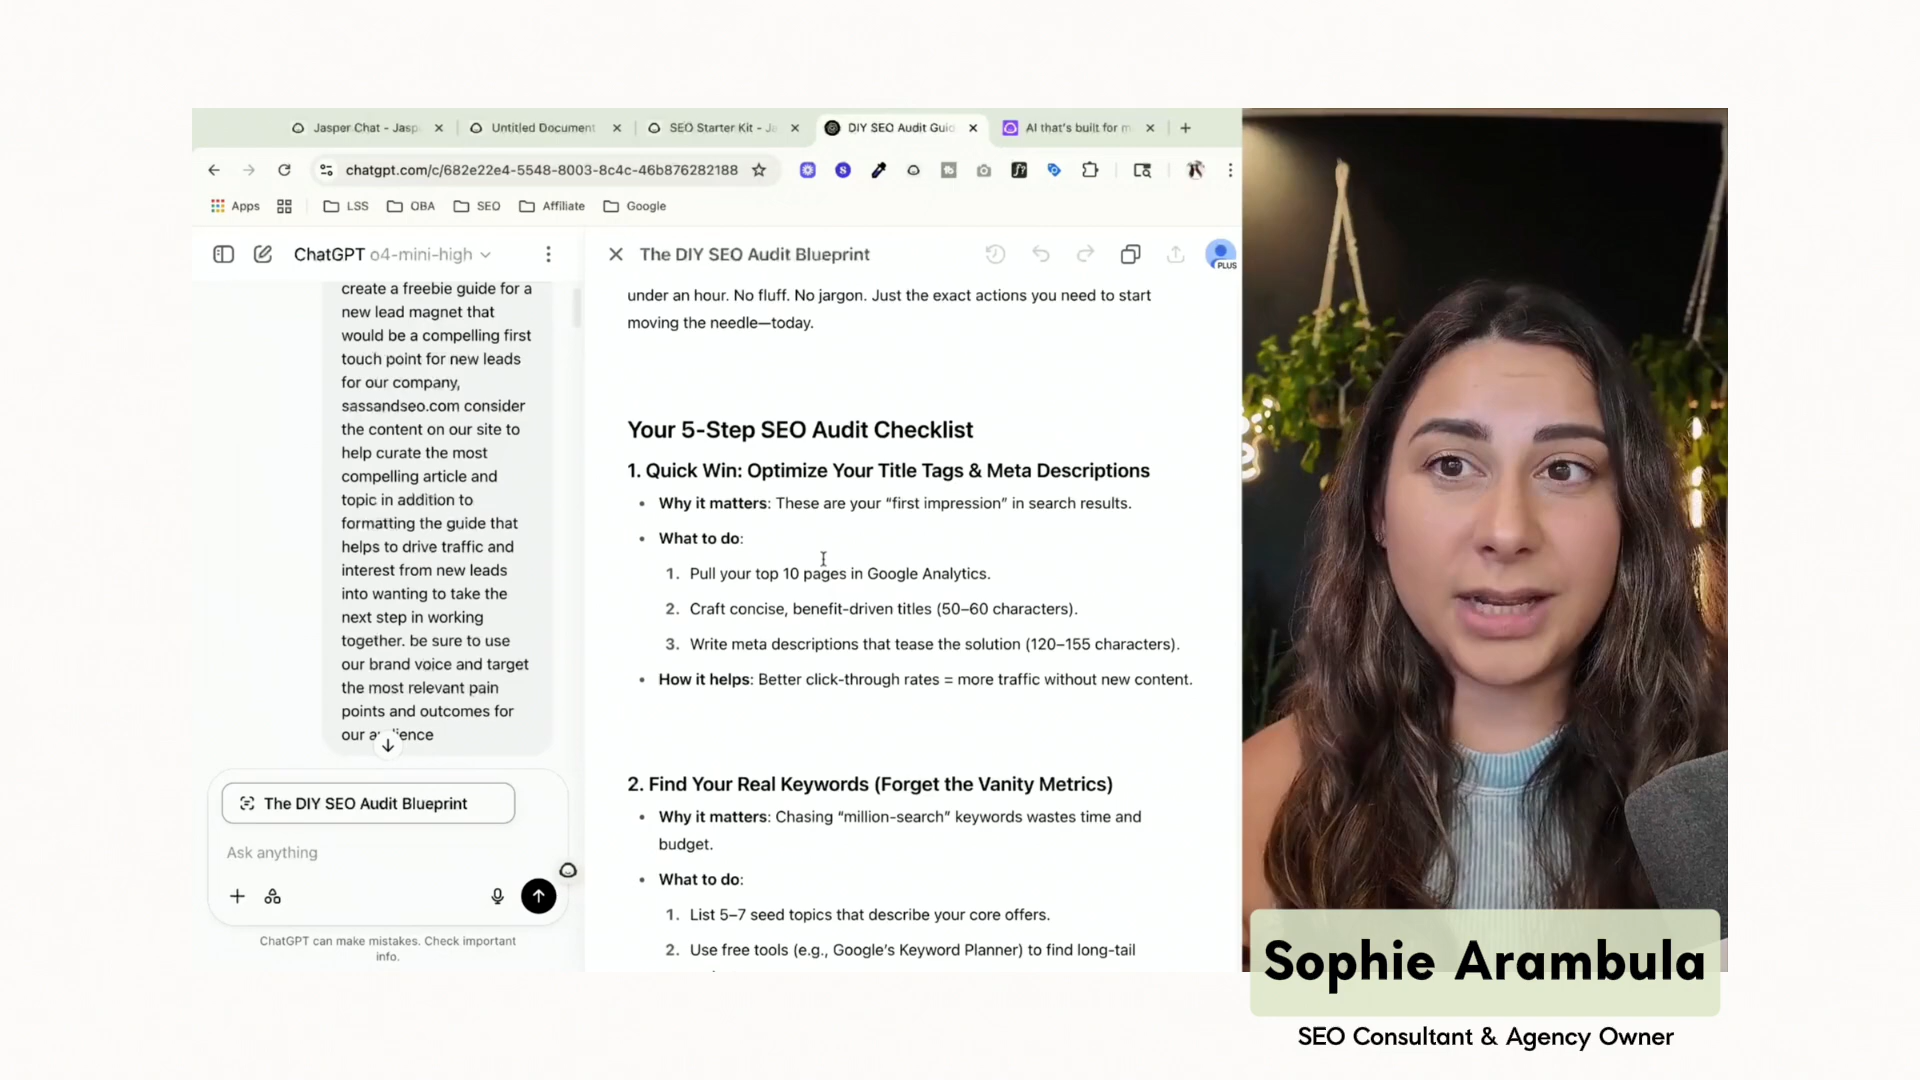 Jasper Chat - Jasp
Untitled Document
SEO Starter Kit - Ja
DIY SEO Audit Guid
AI that's built for m
chatgpt.com/c/682e22e4-5548-8003-8c4c-46b876282188
Apps
LSS
OBA
SEO
Affiliate
Google
ChatGPT o4-mini-high
create a freebie guide for a
new lead magnet that
would be a compelling first
touch point for new leads
for our company,
sassandseo.com consider
the content on our site to
help curate the most
compelling article and
topic in addition to
formatting the guide that
helps to drive traffic and
interest from new leads
into wanting to take the
next step in working
together. be sure to use
our brand voice and target
the most relevant pain
points and outcomes for
our
The DIY SEO Audit Blueprint
Ask anything
ChatGPT can make mistakes. Check important
info.
The DIY SEO Audit Blueprint
PLUS
under an hour. No fluff. No jargon. Just the exact actions you need to start
moving the needle—today.
Your 5-Step SEO Audit Checklist
1. Quick Win: Optimize Your Title Tags & Meta Descriptions
• Why it matters: These are your “first impression” in search results.
• What to do:
1. Pull your top 10 pages in Google Analytics.
2. Craft concise, benefit-driven titles (50–60 characters).
3. Write meta descriptions that tease the solution (120–155 characters).
• How it helps: Better click-through rates = more traffic without new content.
2. Find Your Real Keywords (Forget the Vanity Metrics)
• Why it matters: Chasing “million-search” keywords wastes time and
budget.
• What to do:
1. List 5–7 seed topics that describe your core offers.
2. Use free tools (e.g., Google's Keyword Planner) to find long-tail
Sophie Arambula
SEO Consultant & Agency Owner